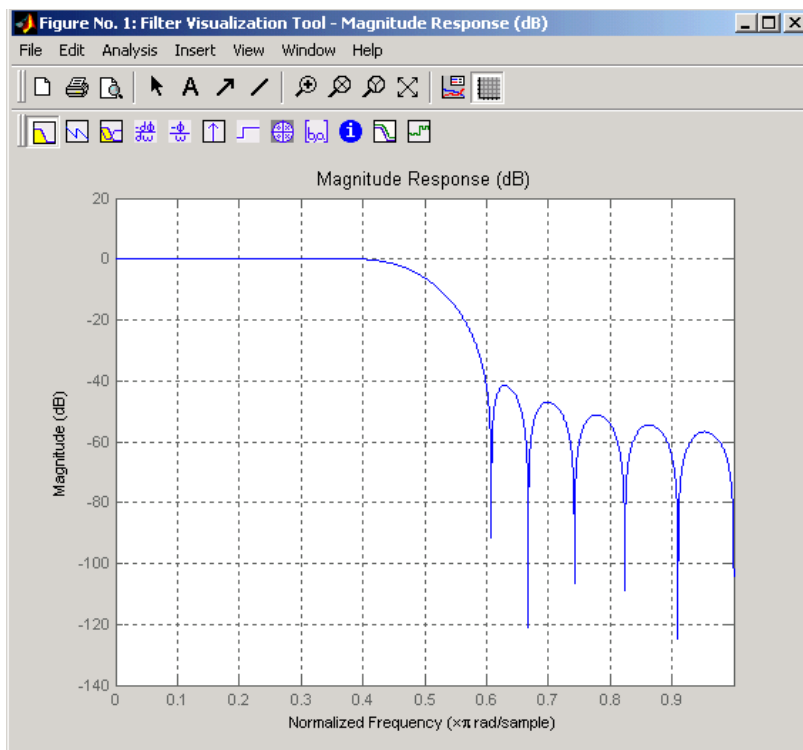 Figure No. 1: Filter Visualization Tool - Magnitude Response (dB)
File Edit Analysis Insert View Window Help
A
[b,a]
i
Magnitude Response (dB)
20
0
-20
-40
-60
-80
-100
-120
-140
Magnitude (dB)
0 0.1 0.2 0.3 0.4 0.5 0.6 0.7 0.8 0.9
Normalized Frequency (×π rad/sample)